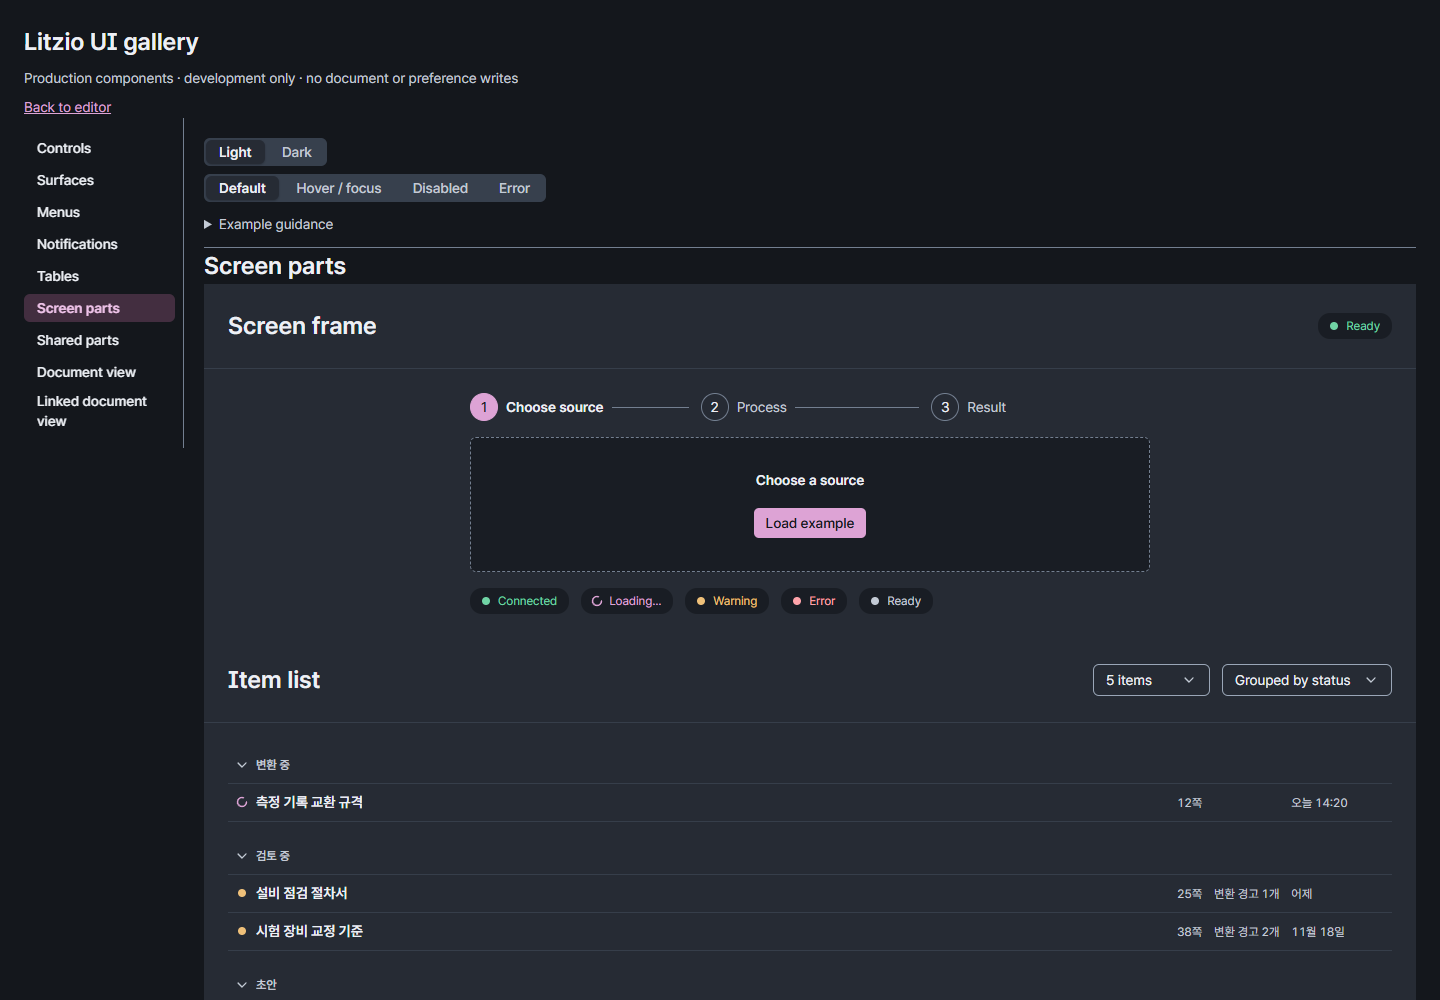 Litzio UI gallery
Production components · development only · no document or preference writes
Back to editor
Controls
Surfaces
Menus
Notifications
Tables
Screen parts
Shared parts
Document view
Linked document
view
Light Dark
Default Hover / focus Disabled Error
Example guidance
Screen parts
Screen frame
Ready
1 Choose source 2 Process 3 Result
Choose a source
Load example
Connected Loading... Warning Error Ready
Item list
5 items Grouped by status
변환 중
측정 기록 교환 규격 12쪽 오늘 14:20
검토 중
설비 점검 절차서 25쪽 변환 경고 1개 어제
시험 장비 교정 기준 38쪽 변환 경고 2개 11월 18일
초안